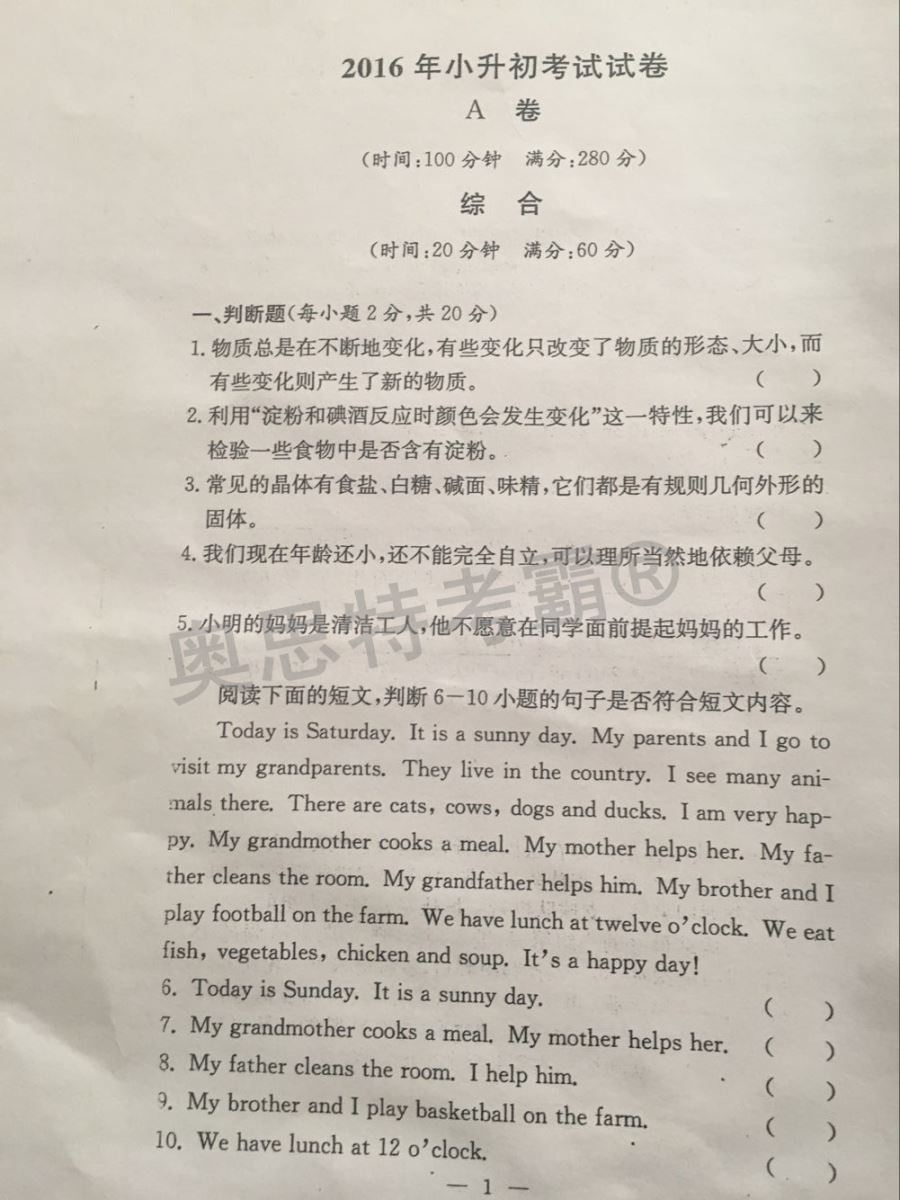 2016年小升初考试试卷
A 卷
(时间:100分钟 满分:280分)
综 合
(时间:20分钟 满分:60分)
一、判断题(每小题2分,共20分)
1. 物质总是在不断地变化,有些变化只改变了物质的形态、大小,而
有些变化则产生了新的物质。 ( )
2. 利用“淀粉和碘酒反应时颜色会发生变化”这一特性,我们可以来
检验一些食物中是否含有淀粉。 ( )
3. 常见的晶体有食盐、白糖、碱面、味精,它们都是有规则几何外形的
固体。 ( )
4. 我们现在年龄还小,还不能完全自立,可以理所当然地依赖父母。
( )
奥思特考霸®
5. 小明的妈妈是清洁工人,他不愿意在同学面前提起妈妈的工作。
( )
阅读下面的短文,判断6—10小题的句子是否符合短文内容。
Today is Saturday. It is a sunny day. My parents and I go to
visit my grandparents. They live in the country. I see many ani-
mals there. There are cats, cows, dogs and ducks. I am very hap-
py. My grandmother cooks a meal. My mother helps her. My fa-
ther cleans the room. My grandfather helps him. My brother and I
play football on the farm. We have lunch at twelve o'clock. We eat
fish, vegetables, chicken and soup. It's a happy day!
6. Today is Sunday. It is a sunny day. ( )
7. My grandmother cooks a meal. My mother helps her. ( )
8. My father cleans the room. I help him. ( )
9. My brother and I play basketball on the farm. ( )
10. We have lunch at 12 o'clock. ( )
— 1 —